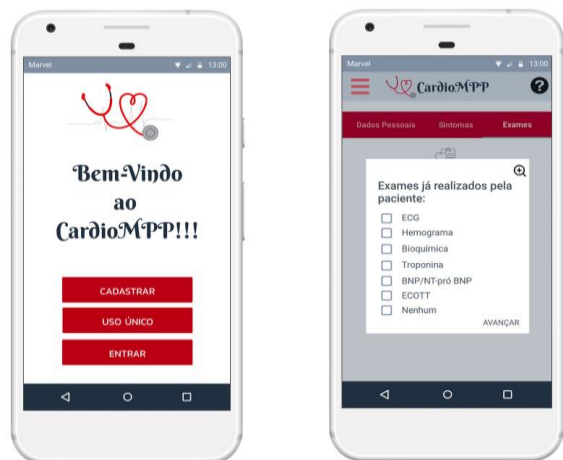 Marvel 13:00
Bem-Vindo
ao
CardioMPP!!!
CADASTRAR
USO ÚNICO
ENTRAR
Marvel 13:00
CardioMPP ?
Dados Pessoais Sintomas Exames
Exames já realizados pela
paciente:
ECG
Hemograma
Bioquímica
Troponina
BNP/NT-pró BNP
ECOTT
Nenhum
AVANÇAR